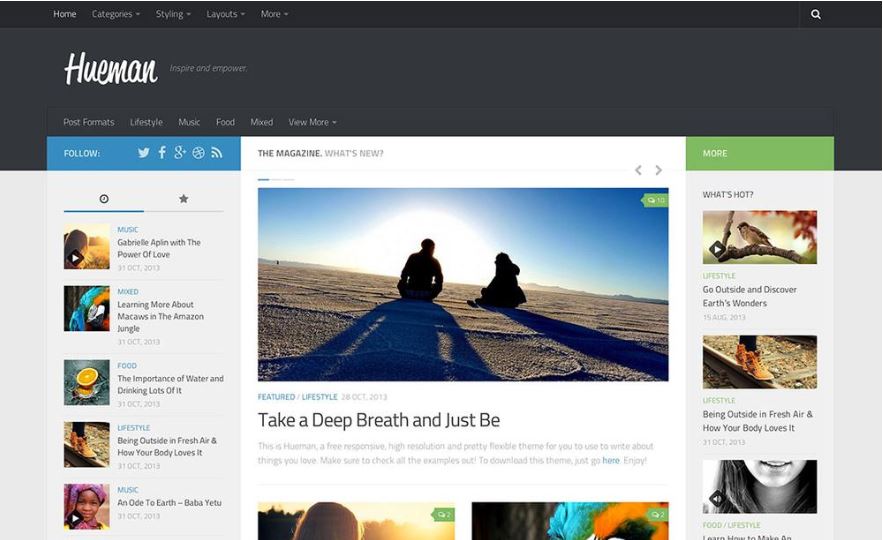 Home Categories Styling Layouts More
Hueman Inspire and empower.
Post Formats Lifestyle Music Food Mixed View More
FOLLOW:
MUSIC
Gabrielle Aplin with The
Power Of Love
31 OCT, 2013
MIXED
Learning More About
Macaws in The Amazon
Jungle
31 OCT, 2013
FOOD
The Importance of Water and
Drinking Lots Of It
31 OCT, 2013
LIFESTYLE
Being Outside in Fresh Air &
How Your Body Loves It
31 OCT, 2013
MUSIC
An Ode To Earth – Baba Yetu
31 OCT, 2013
THE MAGAZINE. WHAT'S NEW?
10
FEATURED / LIFESTYLE 28 OCT, 2013
Take a Deep Breath and Just Be
This is Hueman, a free responsive, high resolution and pretty flexible theme for you to use to write about
things you love. Make sure to check all the examples out! To download this theme, just go here. Enjoy!
2
2
MORE
WHAT'S HOT?
LIFESTYLE
Go Outside and Discover
Earth's Wonders
15 AUG, 2013
LIFESTYLE
Being Outside in Fresh Air &
How Your Body Loves It
31 OCT, 2013
FOOD / LIFESTYLE
Learn How to Make An